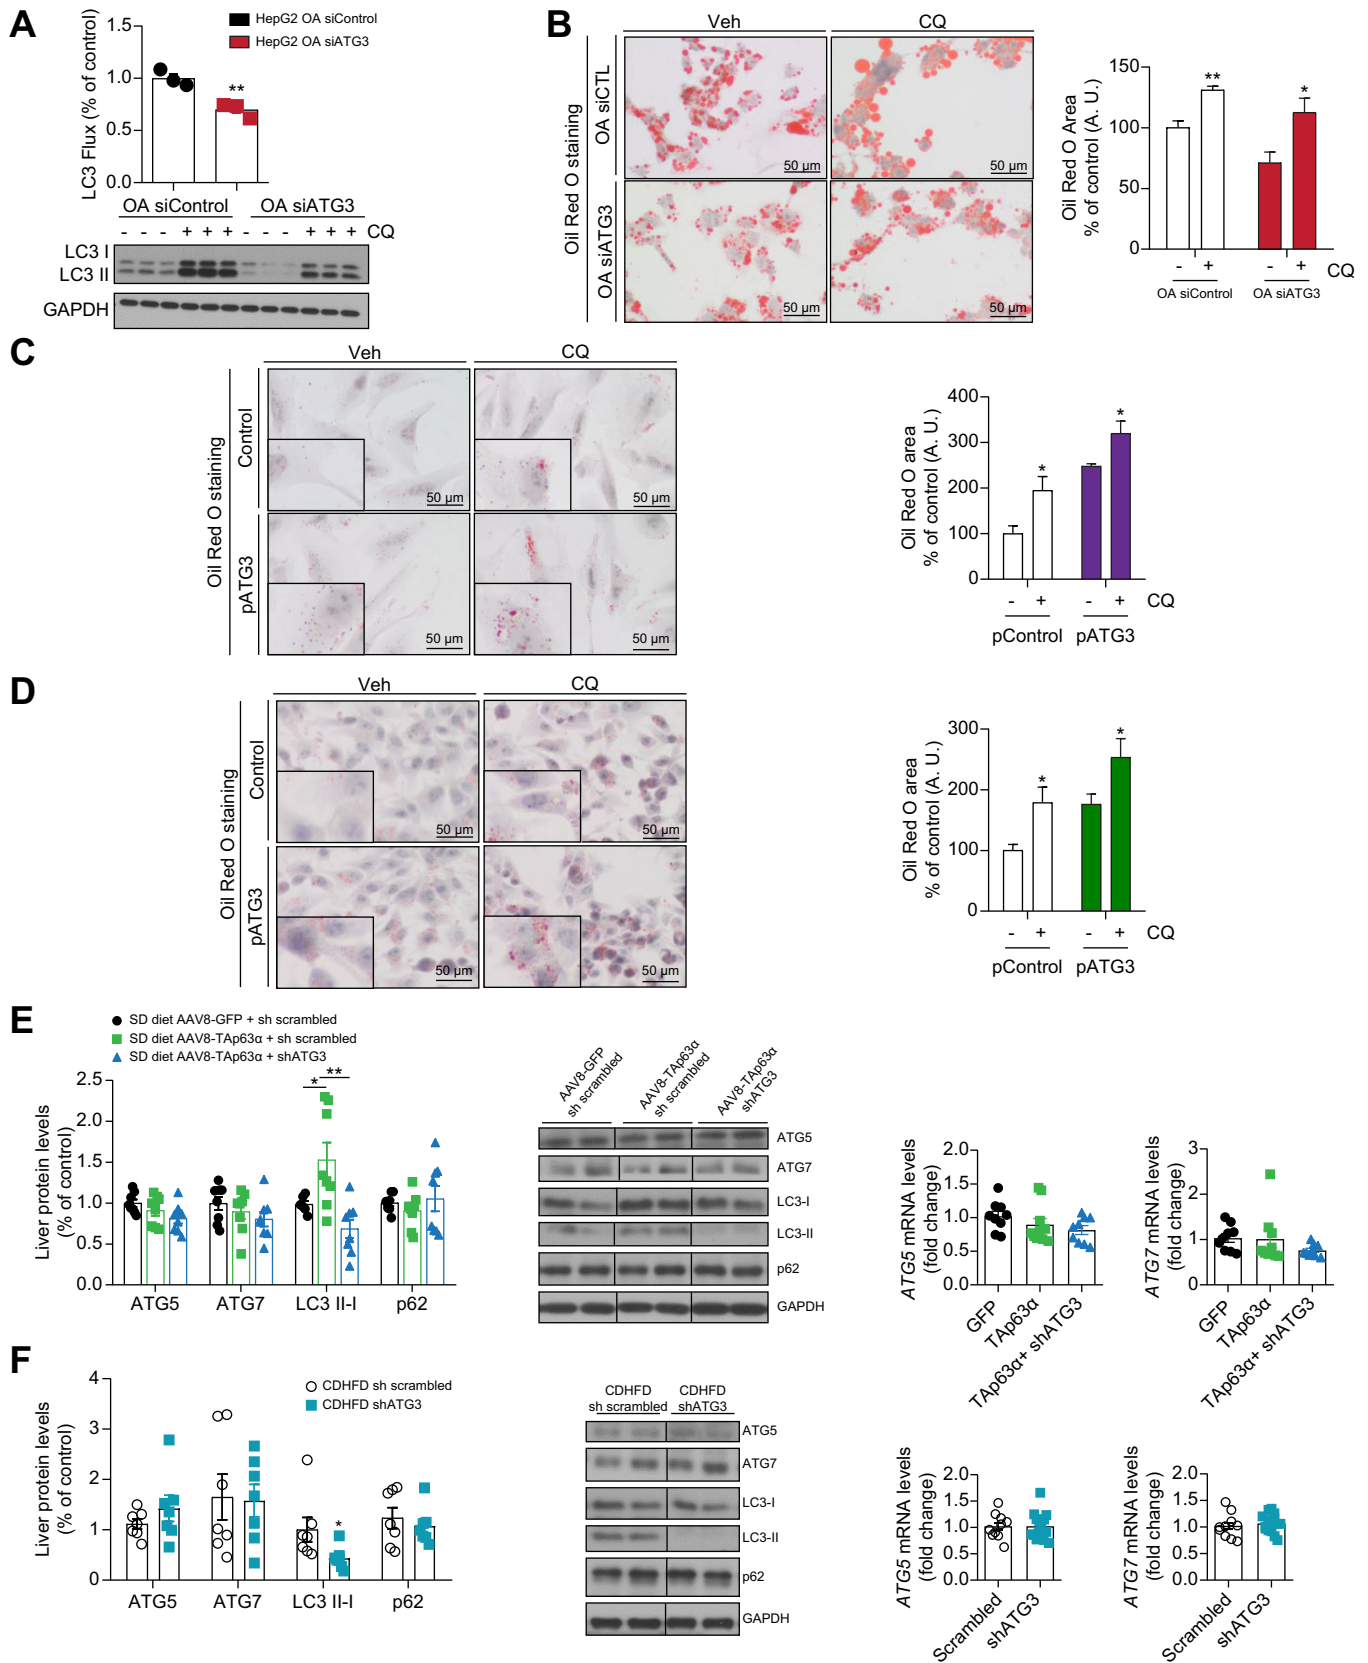 A
LC3 Flux (% of control)
1.5
1.0
0.5
0.0
HepG2 OA siControl
HepG2 OA siATG3
**
OA siControl OA siATG3
- - - + + + - - - + + + CQ
LC3 I
LC3 II
GAPDH
B
Veh CQ
Oil Red O staining
OA siCTL
OA siATG3
50 µm 50 µm
50 µm 50 µm
Oil Red O Area
% of control (A. U.)
150
100
50
0
** *
- + - + CQ
OA siControl OA siATG3
C
Veh CQ
Oil Red O staining
Control
pATG3
50 µm 50 µm
50 µm 50 µm
Oil Red O area
% of control (A. U.)
400
300
200
100
0
* *
- + - + CQ
pControl pATG3
D
Veh CQ
Oil Red O staining
Control
pATG3
50 µm 50 µm
50 µm 50 µm
Oil Red O area
% of control (A. U.)
300
200
100
0
* *
- + - + CQ
pControl pATG3
E
SD diet AAV8-GFP + sh scrambled
SD diet AAV8-TAp63α + sh scrambled
SD diet AAV8-TAp63α + shATG3
Liver protein levels
(% of control)
2.5
2.0
1.5
1.0
0.5
0.0
* **
ATG5 ATG7 LC3 II-I p62
AAV8-GFP
sh scrambled
AAV8-TAp63α
sh scrambled
AAV8-TAp63α
shATG3
ATG5
ATG7
LC3-I
LC3-II
p62
GAPDH
ATG5 mRNA levels
(fold change)
2.0
1.5
1.0
0.5
0.0
GFP
TAp63α
TAp63α+ shATG3
ATG7 mRNA levels
(fold change)
3
2
1
0
GFP
TAp63α
TAp63α+ shATG3
F
Liver protein levels
(% of control)
4
3
2
1
0
CDHFD sh scrambled
CDHFD shATG3
*
ATG5 ATG7 LC3 II-I p62
CDHFD CDHFD
sh scrambled shATG3
ATG5
ATG7
LC3-I
LC3-II
p62
GAPDH
ATG5 mRNA levels
(fold change)
2.0
1.5
1.0
0.5
0.0
Scrambled
shATG3
ATG7 mRNA levels
(fold change)
2.0
1.5
1.0
0.5
0.0
Scrambled
shATG3